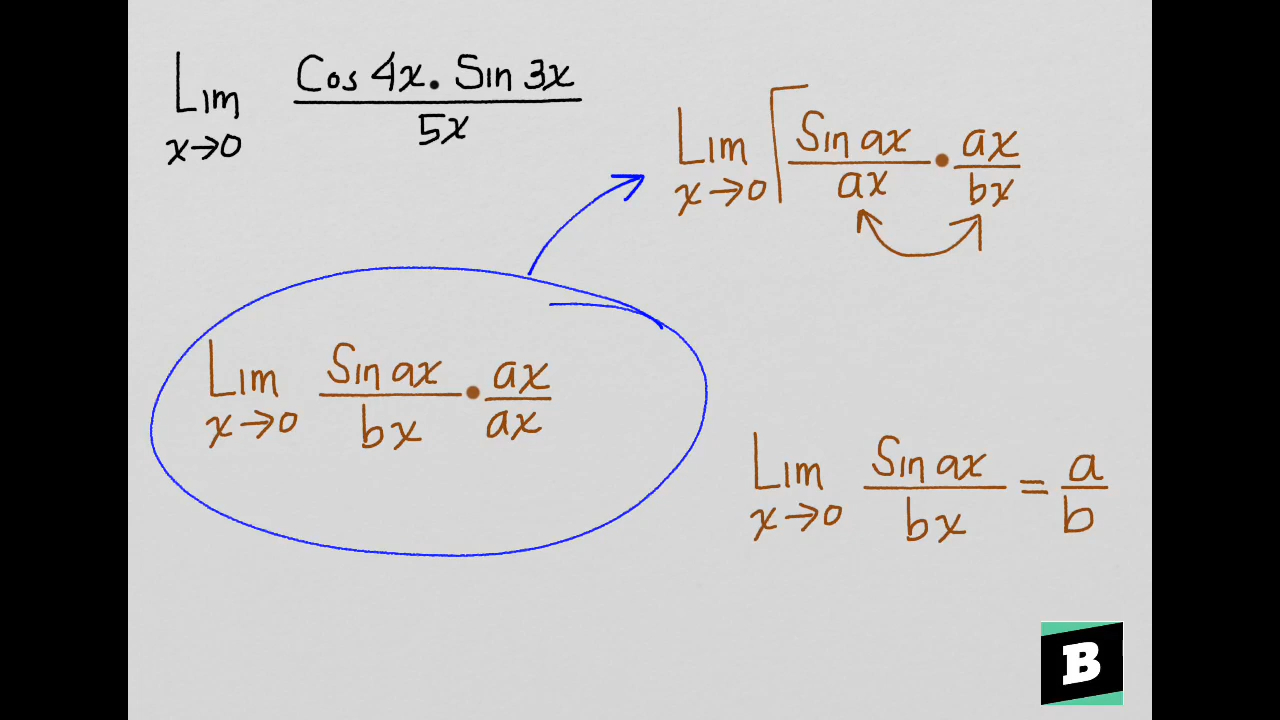 Lim x→0 Cos 4x · Sin 3x / 5x
Lim x→0 [ Sin ax / ax · ax / bx
Lim x→0 Sin ax / bx · ax / ax
Lim x→0 Sin ax / bx = a / b
B